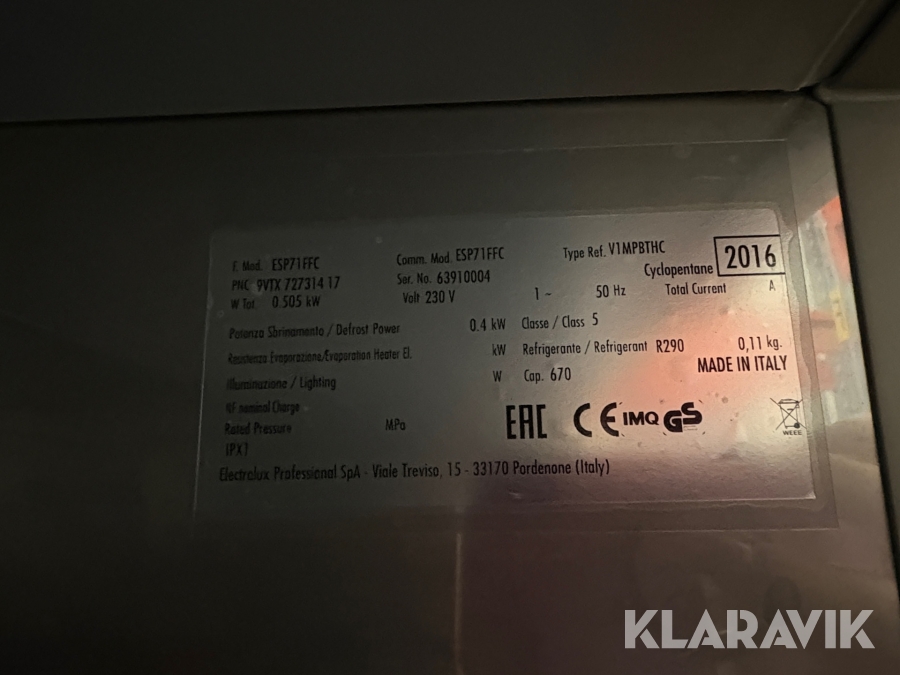 F. Mod. ESP71FFC Comm. Mod. ESP71FFC Type Ref. V1MPBTHC 2016
PNC 9VTX 727314 17 Ser. No. 63910004 Cyclopentane
W Tot. 0.505 kW Volt 230 V 1 ~ 50 Hz Total Current A
Potenza Sbrinamento / Defrost Power 0.4 kW Classe / Class 5
Resistenza Evaporazione/Evaporation Heater El. kW Refrigerante / Refrigerant R290 0,11 kg.
Illuminazione / Lighting W Cap. 670 MADE IN ITALY
QF nominal Charge
Rated Pressure MPa EAC CE IMQ GS WEEE
(PX)
Electrolux Professional SpA - Viale Treviso, 15 - 33170 Pordenone (Italy)
KLARAVIK